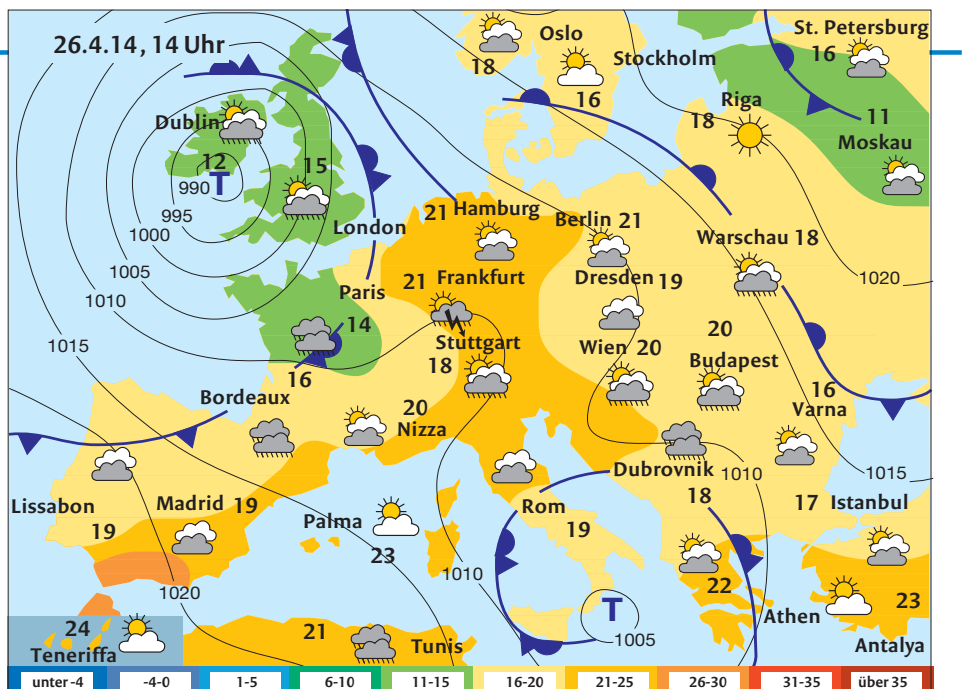 26.4.14, 14 Uhr
Oslo
18
Stockholm
16
St. Petersburg
16
Riga
18
11
Moskau
Dublin
12
T
990
995
1000
1005
1010
1015
15
London
21 Hamburg
Berlin 21
Warschau 18
1020
Paris
14
21 Frankfurt
Dresden 19
Stuttgart
18
Wien 20
20
Budapest
16
Bordeaux
20
Nizza
16
Varna
Dubrovnik
18
1010
1015
Lissabon
19
Madrid 19
Palma
23
Rom
19
17 Istanbul
1020
1010
T
1005
22
Athen
23
Antalya
24
Teneriffa
21
Tunis
unter -4
-4-0
1-5
6-10
11-15
16-20
21-25
26-30
31-35
über 35